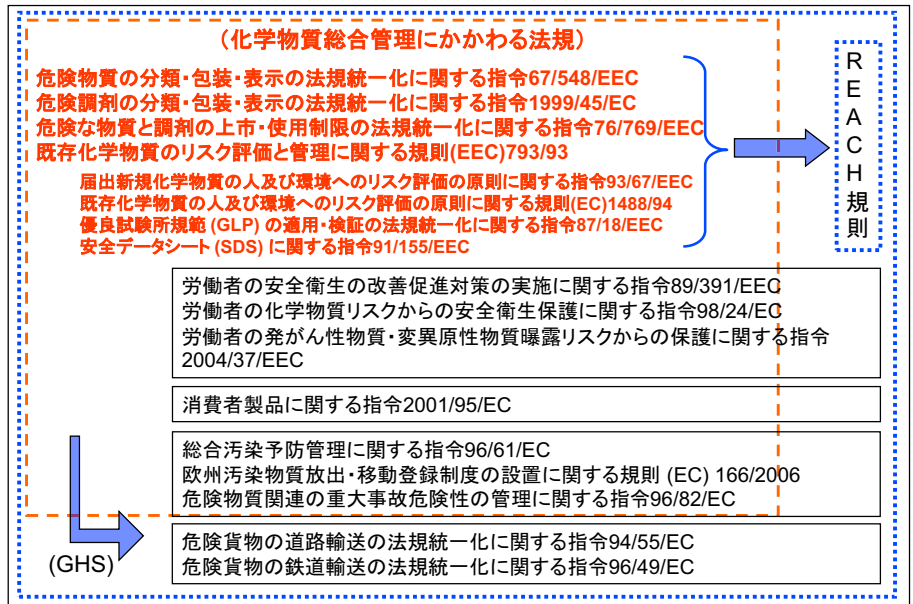 （化学物質総合管理にかかわる法規）
危険物質の分類・包装・表示の法規統一化に関する指令67/548/EEC
危険調剤の分類・包装・表示の法規統一化に関する指令1999/45/EC
危険な物質と調剤の上市・使用制限の法規統一化に関する指令76/769/EEC
既存化学物質のリスク評価と管理に関する規則(EEC)793/93
届出新規化学物質の人及び環境へのリスク評価の原則に関する指令93/67/EEC
既存化学物質の人及び環境へのリスク評価の原則に関する規則(EC)1488/94
優良試験所規範 (GLP) の適用・検証の法規統一化に関する指令87/18/EEC
安全データシート (SDS) に関する指令91/155/EEC
REACH規則
労働者の安全衛生の改善促進対策の実施に関する指令89/391/EEC
労働者の化学物質リスクからの安全衛生保護に関する指令98/24/EC
労働者の発がん性物質・変異原性物質曝露リスクからの保護に関する指令
2004/37/EEC
消費者製品に関する指令2001/95/EC
総合汚染予防管理に関する指令96/61/EC
欧州汚染物質放出・移動登録制度の設置に関する規則 (EC) 166/2006
危険物質関連の重大事故危険性の管理に関する指令96/82/EC
(GHS)
危険貨物の道路輸送の法規統一化に関する指令94/55/EC
危険貨物の鉄道輸送の法規統一化に関する指令96/49/EC